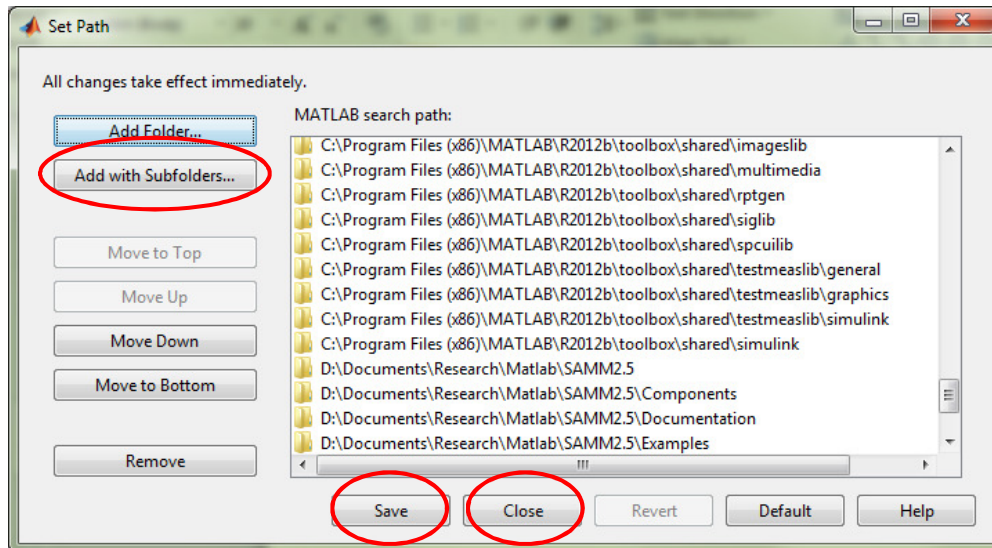 Set Path
All changes take effect immediately.
MATLAB search path:
Add Folder...
Add with Subfolders...
Move to Top
Move Up
Move Down
Move to Bottom
Remove
C:\Program Files (x86)\MATLAB\R2012b\toolbox\shared\imageslib
C:\Program Files (x86)\MATLAB\R2012b\toolbox\shared\multimedia
C:\Program Files (x86)\MATLAB\R2012b\toolbox\shared\rptgen
C:\Program Files (x86)\MATLAB\R2012b\toolbox\shared\siglib
C:\Program Files (x86)\MATLAB\R2012b\toolbox\shared\spcuilib
C:\Program Files (x86)\MATLAB\R2012b\toolbox\shared\testmeaslib\general
C:\Program Files (x86)\MATLAB\R2012b\toolbox\shared\testmeaslib\graphics
C:\Program Files (x86)\MATLAB\R2012b\toolbox\shared\testmeaslib\simulink
C:\Program Files (x86)\MATLAB\R2012b\toolbox\shared\simulink
D:\Documents\Research\Matlab\SAMM2.5
D:\Documents\Research\Matlab\SAMM2.5\Components
D:\Documents\Research\Matlab\SAMM2.5\Documentation
D:\Documents\Research\Matlab\SAMM2.5\Examples
Save
Close
Revert
Default
Help